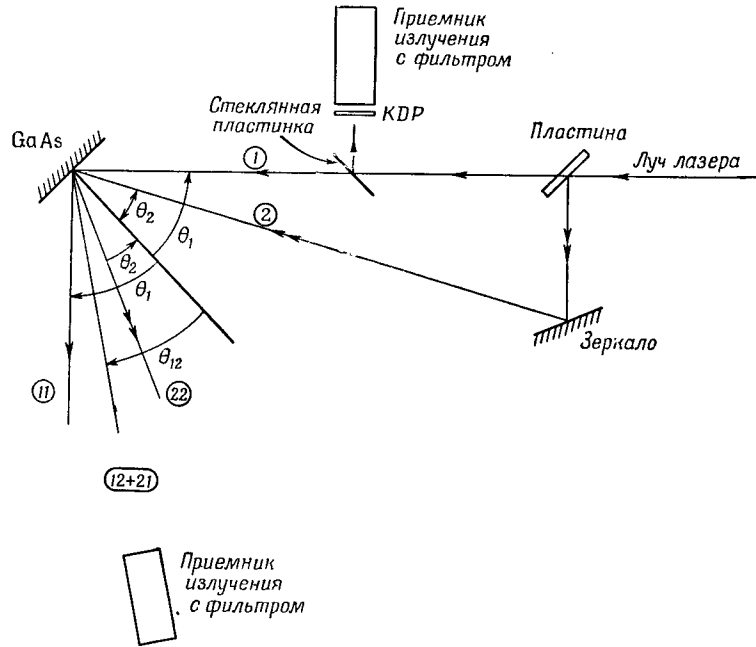 Приемник
излучения
с фильтром
Стеклянная
пластинка
KDP
GaAs
Пластина
Луч лазера
1
2
θ2
θ1
θ2
θ1
θ12
Зеркало
11
22
12+21
Приемник
излучения
с фильтром